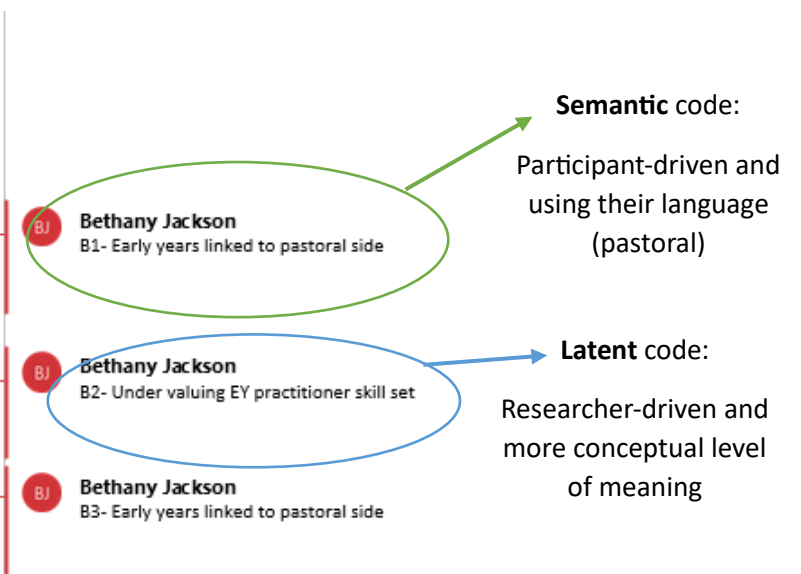 Semantic code:
Participant-driven and
using their language
(pastoral)
BJ
Bethany Jackson
B1- Early years linked to pastoral side
Latent code:
BJ
Bethany Jackson
B2- Under valuing EY practitioner skill set
Researcher-driven and
more conceptual level
of meaning
BJ
Bethany Jackson
B3- Early years linked to pastoral side